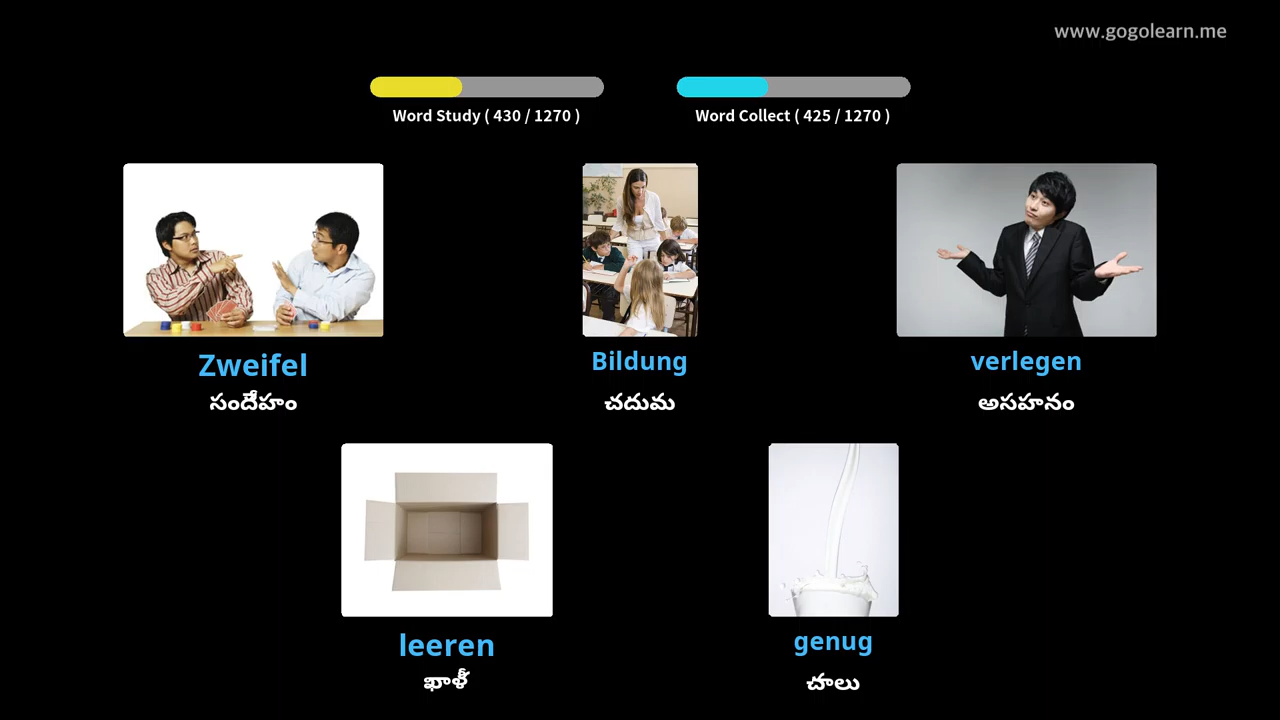 www.gogolearn.me
Word Study ( 430 / 1270 )
Word Collect ( 425 / 1270 )
Zweifel
సందేహం
Bildung
చదువు
verlegen
అసహనం
leeren
ఖాళీ
genug
చాలు